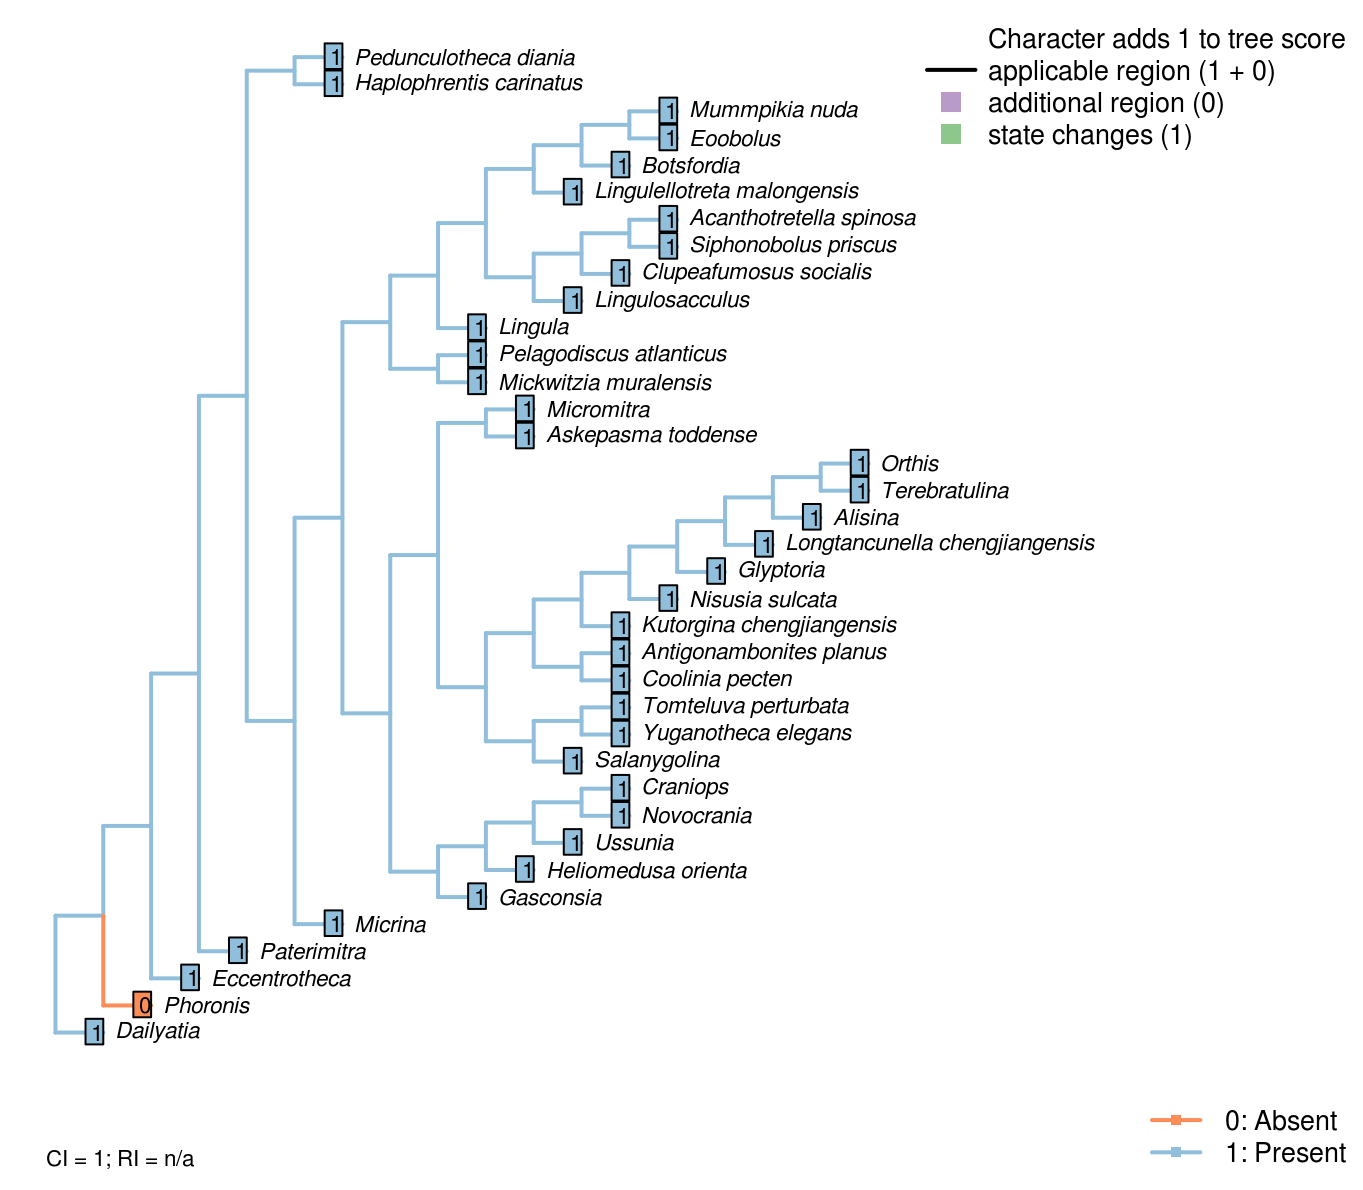 Character adds 1 to tree score
applicable region (1 + 0)
additional region (0)
state changes (1)
1 Pedunculotheca diania
1 Haplophrentis carinatus
1 Mummpikia nuda
1 Eoobolus
1 Botsfordia
1 Lingulellotreta malongensis
1 Acanthotretella spinosa
1 Siphonobolus priscus
1 Clupeafumosus socialis
1 Lingulosacculus
1 Lingula
1 Pelagodiscus atlanticus
1 Mickwitzia muralensis
1 Micromitra
1 Askepasma toddense
1 Orthis
1 Terebratulina
1 Alisina
1 Longtancunella chengjiangensis
1 Glyptoria
1 Nisusia sulcata
1 Kutorgina chengjiangensis
1 Antigonambonites planus
1 Coolinia pecten
1 Tomteluva perturbata
1 Yuganotheca elegans
1 Salanygolina
1 Craniops
1 Novocrania
1 Ussunia
1 Heliomedusa orienta
1 Gasconsia
1 Micrina
1 Paterimitra
1 Eccentrotheca
0 Phoronis
1 Dailyatia
0: Absent
1: Present
CI = 1; RI = n/a